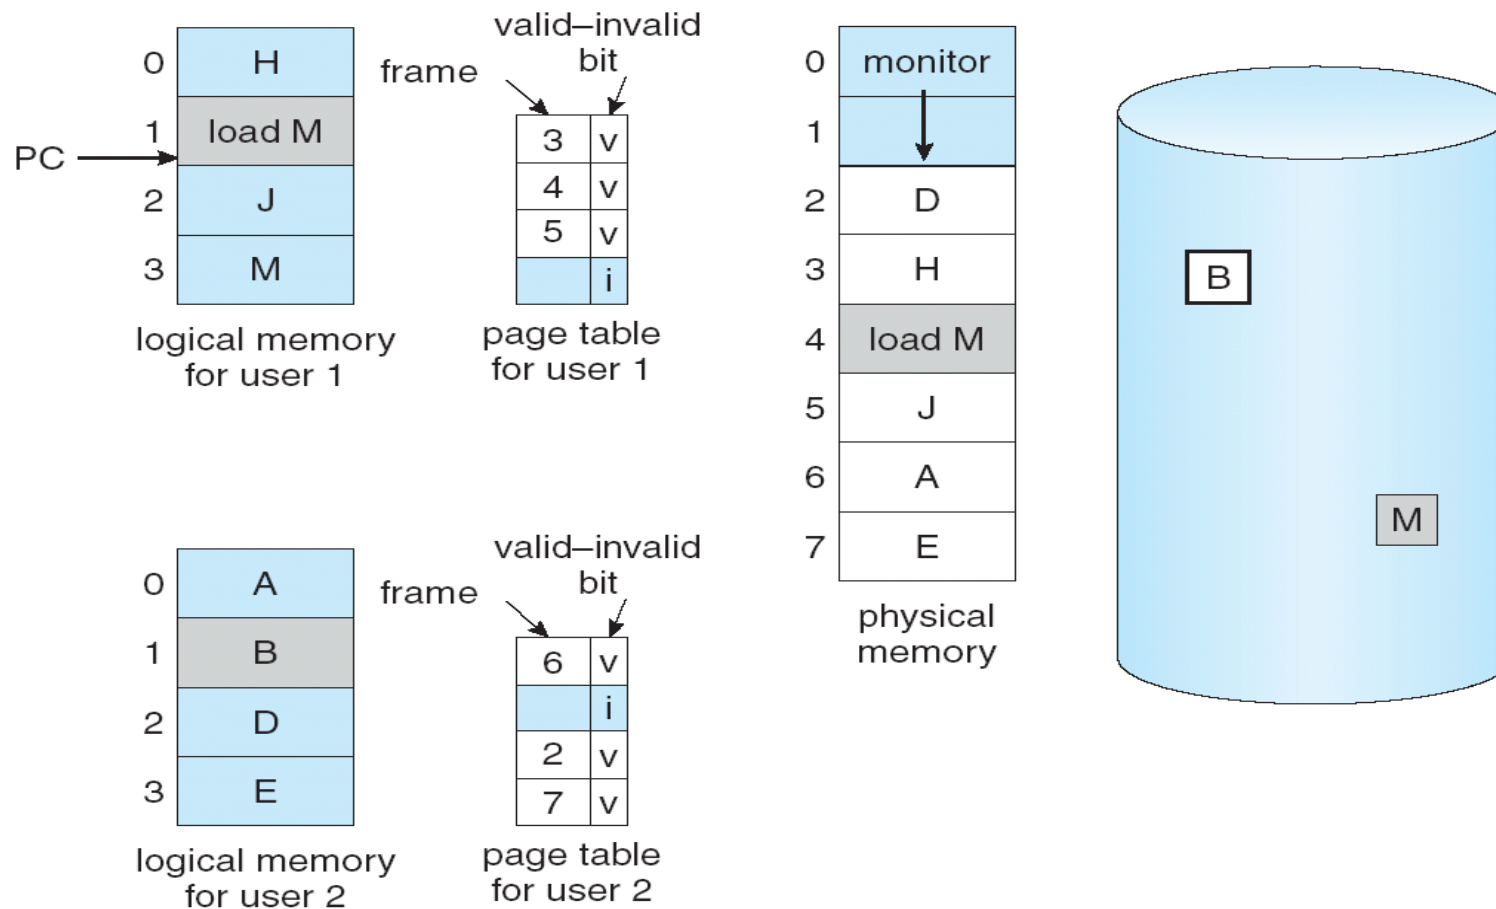 valid–invalid
bit
frame
0 H
1 load M
PC
2 J
3 M
logical memory
for user 1
3 v
4 v
5 v
i
page table
for user 1
0 monitor
1
2 D
3 H
4 load M
5 J
6 A
7 E
physical
memory
B
M
valid–invalid
bit
frame
0 A
1 B
2 D
3 E
logical memory
for user 2
6 v
i
2 v
7 v
page table
for user 2